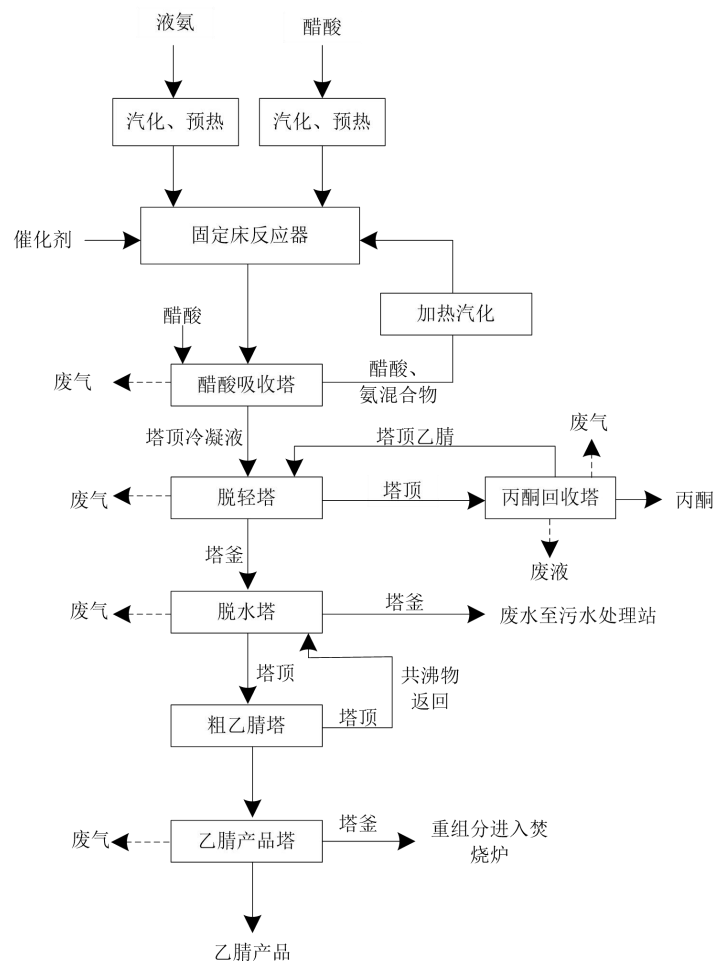 液氨
醋酸
汽化、预热
汽化、预热
催化剂
固定床反应器
加热汽化
醋酸
废气
醋酸吸收塔
醋酸、
氨混合物
塔顶冷凝液
塔顶乙腈
废气
废气
脱轻塔
塔顶
丙酮回收塔
丙酮
塔釜
废液
废气
脱水塔
塔釜
废水至污水处理站
塔顶
共沸物
返回
粗乙腈塔
塔顶
废气
乙腈产品塔
塔釜
重组分进入焚
烧炉
乙腈产品